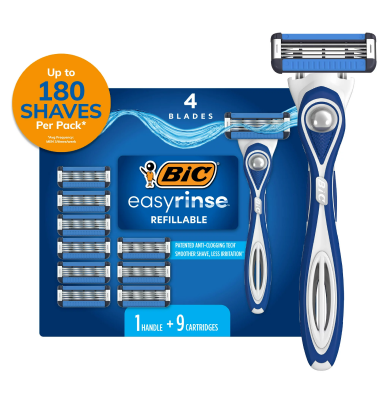 Up to
180
SHAVES
Per Pack*
4
BLADES
BiC
easyrinse
REFILLABLE
PATENTED ANTI-CLOGGING TECH*
SMOOTHER SHAVE, LESS IRRITATION*
1 HANDLE + 9 CARTRIDGES